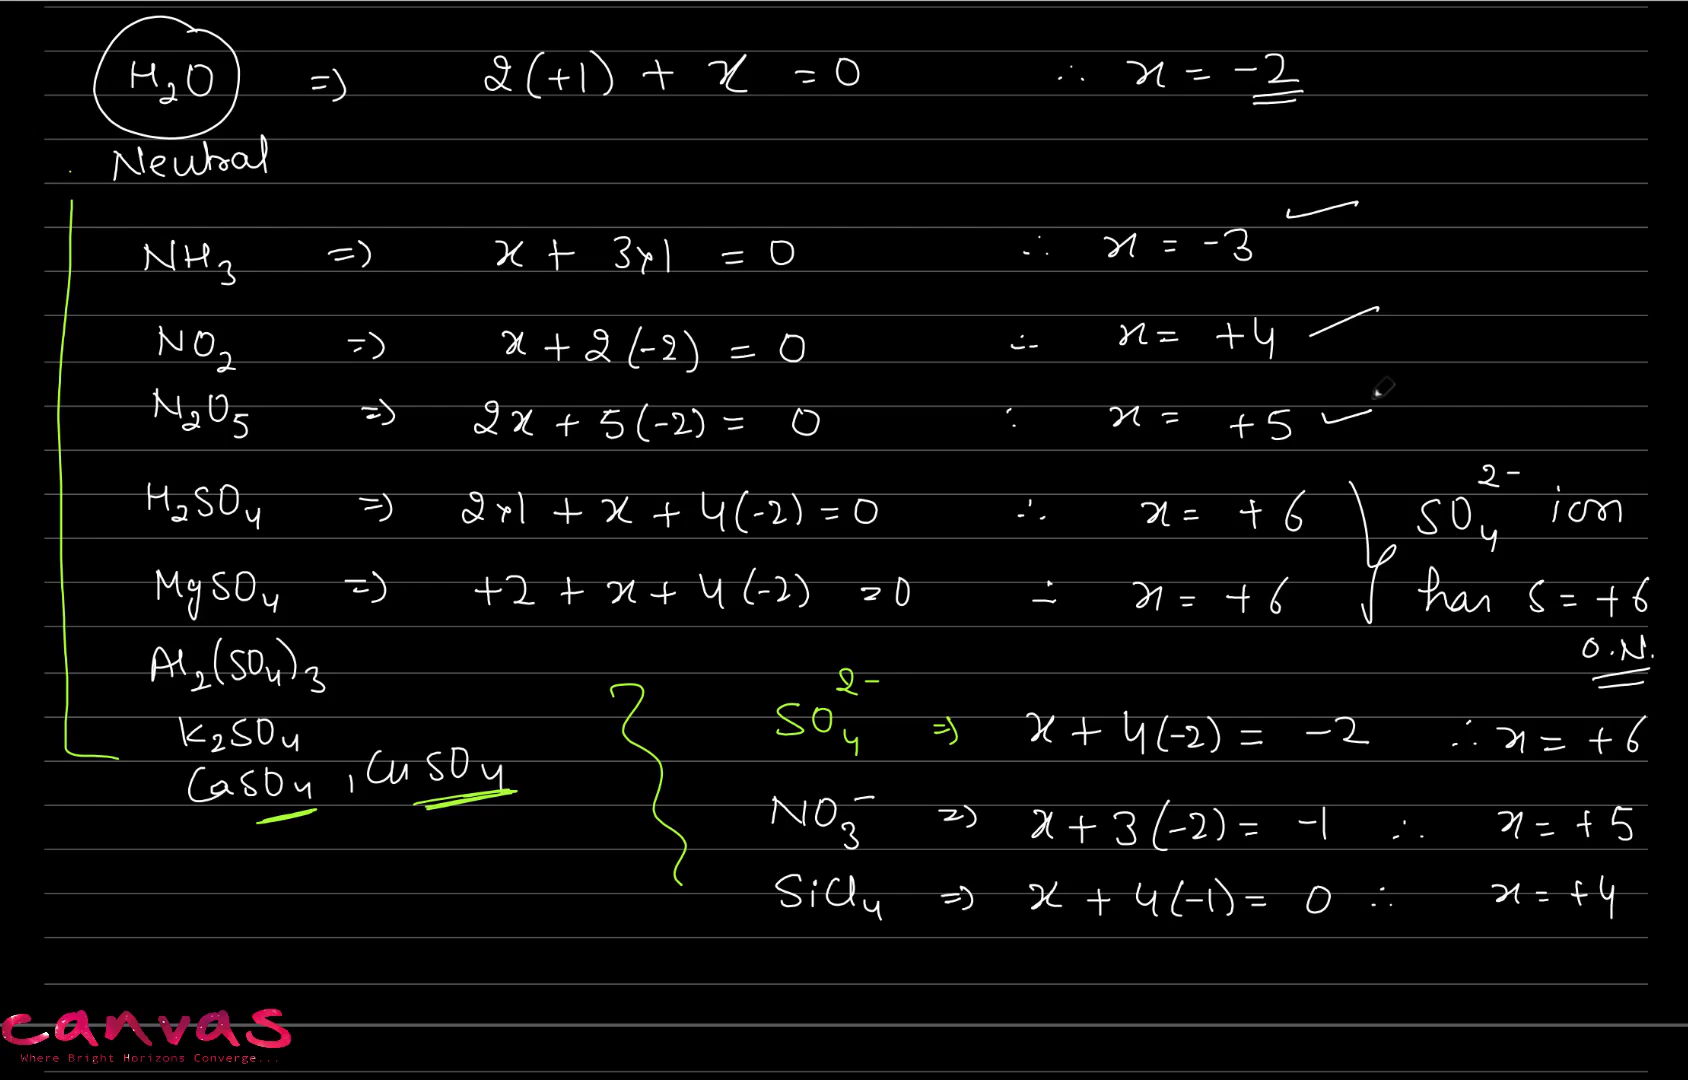 H₂O => 2(+1) + x = 0 ∴ x = -2
Neutral
NH₃ => x + 3×1 = 0 ∴ x = -3 ✓
NO₂ => x + 2(-2) = 0 ∴ x = +4 ✓
N₂O₅ => 2x + 5(-2) = 0 ∴ x = +5 ✓
H₂SO₄ => 2×1 + x + 4(-2) = 0 ∴ x = +6 SO₄²⁻ ion
MgSO₄ => +2 + x + 4(-2) = 0 ∴ x = +6 has S = +6
O.N.
Al₂(SO₄)₃
K₂SO₄
CaSO₄, CuSO₄
SO₄²⁻ => x + 4(-2) = -2 ∴ x = +6
NO₃⁻ => x + 3(-2) = -1 ∴ x = +5
SiCl₄ => x + 4(-1) = 0 ∴ x = +4
canvas
Where Bright Horizons Converge...